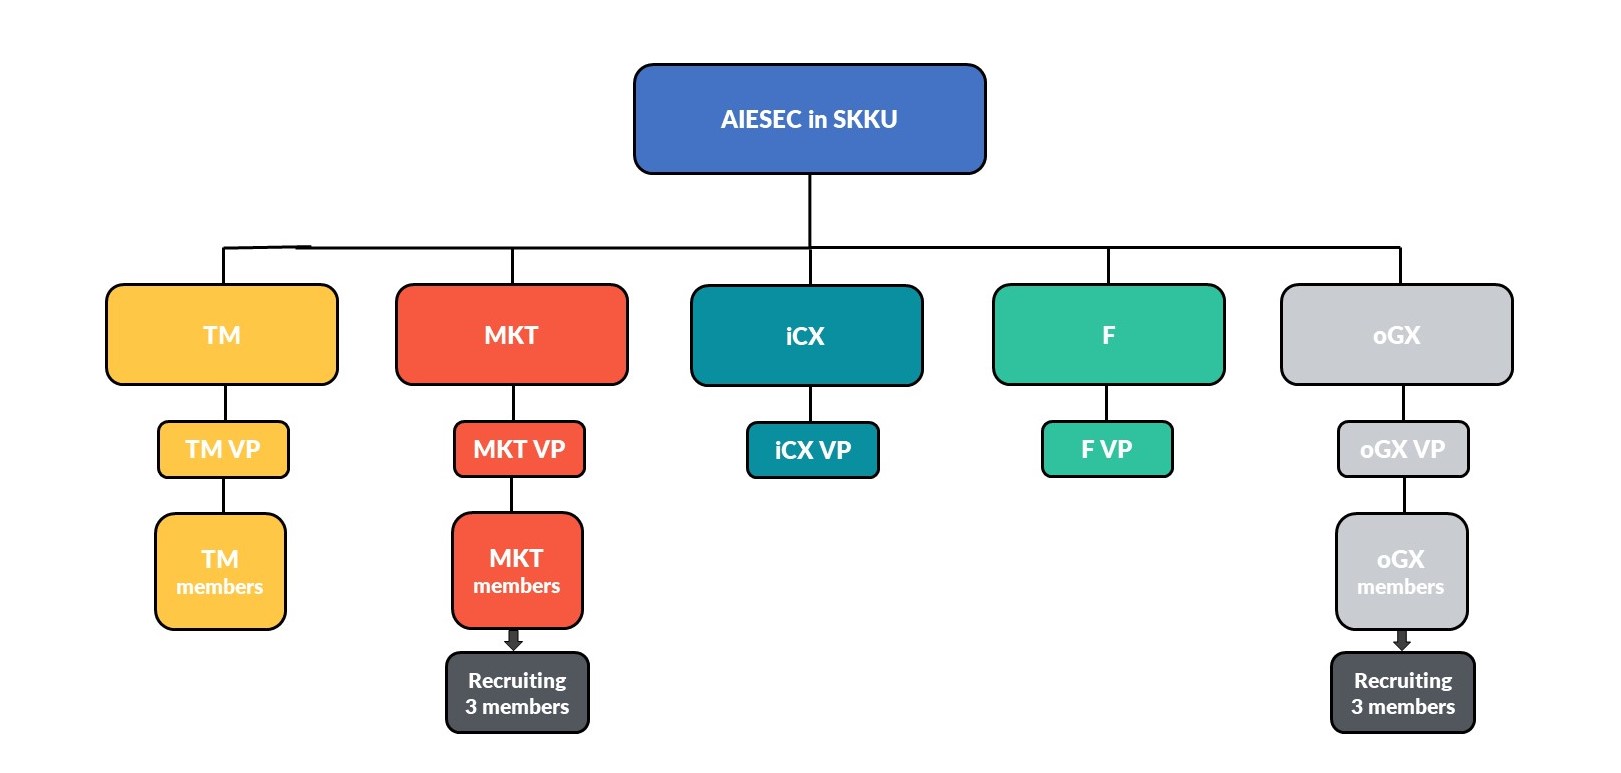 AIESEC in SKKU
TM
MKT
iCX
F
oGX
TM VP
MKT VP
iCX VP
F VP
oGX VP
TM
members
MKT
members
oGX
members
Recruiting
3 members
Recruiting
3 members